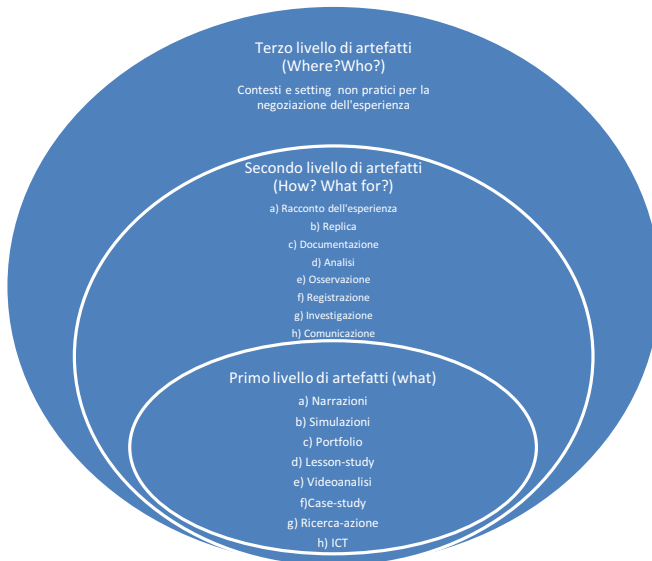 Terzo livello di artefatti
(Where?Who?)
Contesti e setting non pratici per la
negoziazione dell'esperienza
Secondo livello di artefatti
(How? What for?)
a) Racconto dell'esperienza
b) Replica
c) Documentazione
d) Analisi
e) Osservazione
f) Registrazione
g) Investigazione
h) Comunicazione
Primo livello di artefatti (what)
a) Narrazioni
b) Simulazioni
c) Portfolio
d) Lesson-study
e) Videoanalisi
f)Case-study
g) Ricerca-azione
h) ICT